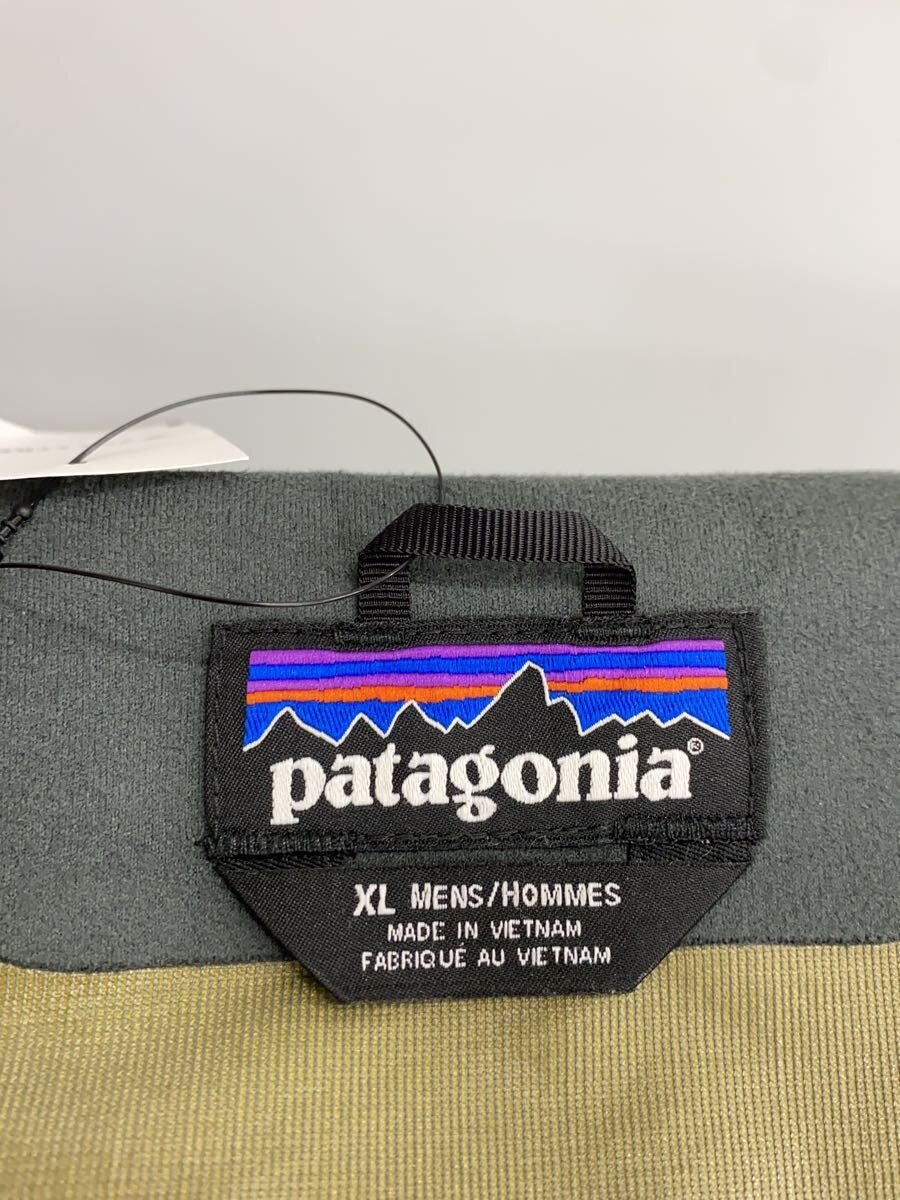 patagonia®
XL MENS/HOMMES
MADE IN VIETNAM
FABRIQUÉ AU VIETNAM